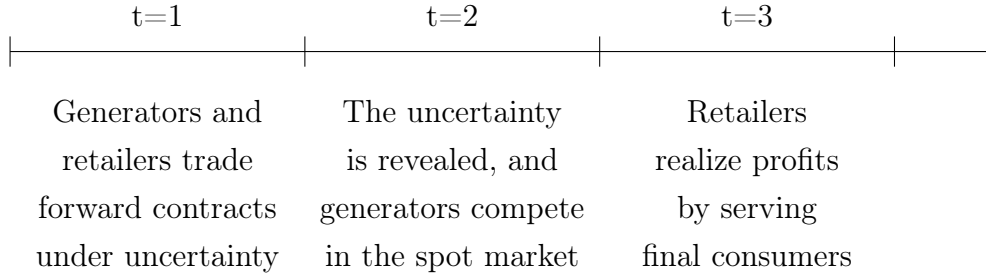 t=1
t=2
t=3
Generators and
retailers trade
forward contracts
under uncertainty
The uncertainty
is revealed, and
generators compete
in the spot market
Retailers
realize profits
by serving
final consumers